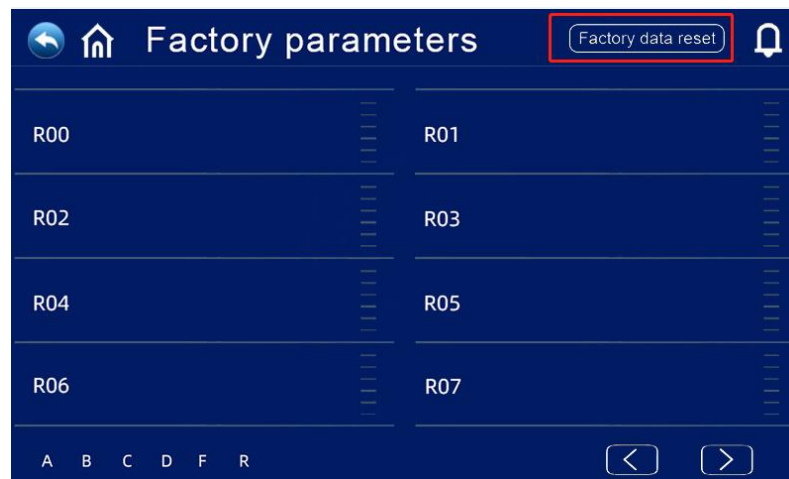 Factory parameters Factory data reset
R00 R01
R02 R03
R04 R05
R06 R07
A B C D F R